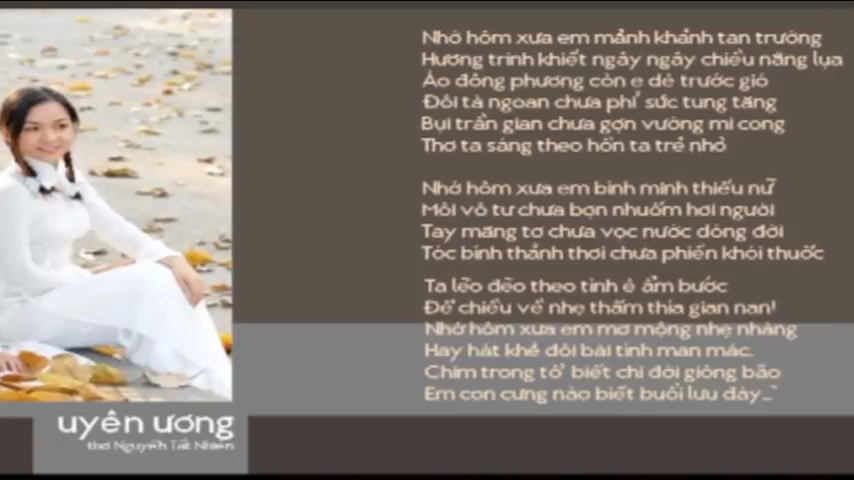 Nhớ hôm xưa em mảnh khảnh tan trường
Hương trinh khiết ngây ngây chiều nắng lụa
Áo đông phương còn e dè trước gió
Đôi tà ngoan chưa phỉ sức tung tăng
Bụi trần gian chưa gợn vướng mi cong
Thơ ta sáng theo hồn ta trẻ nhỏ
Nhớ hôm xưa em bình minh thiếu nữ
Môi vô tư chưa bợn nhuốm hơi người
Tay măng tơ chưa vọc nước dòng đời
Tóc bính thảnh thơi chưa phiền khói thuốc
Ta lẽo đẽo theo tình ê ẩm bước
Để chiều về nhẹ thấm thía gian nan!
Nhớ hôm xưa em mơ mộng nhẹ nhàng
Hay hát khẽ đôi bài tình man mác.
Chim trong tổ biết chi đời giông bão
Em con cưng nào biết buổi lưu đày..."
uyên ương
thơ Nguyễn Tất Nhiên